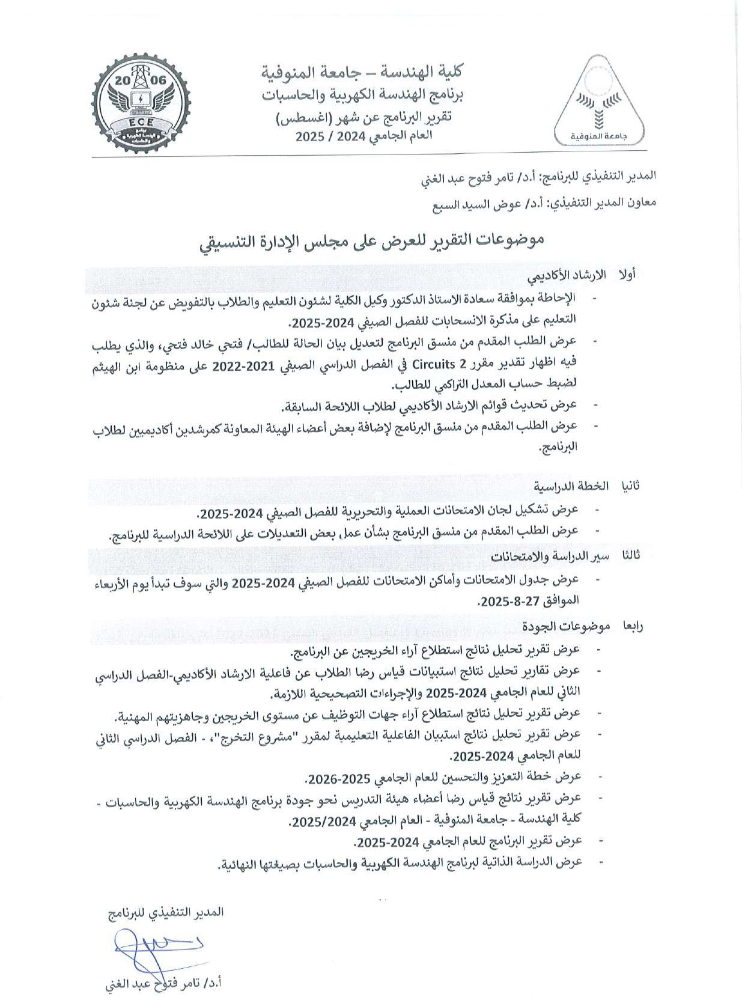 كلية الهندسة – جامعة المنوفية
برنامج الهندسة الكهربية والحاسبات
تقرير البرنامج عن شهر (اغسطس)
العام الجامعي 2024 / 2025
20 06
ECE
برنامج
الهندسة الكهربية
والحاسبات
جامعة المنوفية
المدير التنفيذي للبرنامج: أ.د/ تامر فتوح عبد الغني
معاون المدير التنفيذي: أ.د/ عوض السيد السبع
موضوعات التقرير للعرض على مجلس الإدارة التنسيقي
أولا الارشاد الأكاديمي
- الإحاطة بموافقة سعادة الاستاذ الدكتور وكيل الكلية لشئون التعليم والطلاب بالتفويض عن لجنة شئون
التعليم على مذكرة الانسحابات للفصل الصيفي 2024-2025.
- عرض الطلب المقدم من منسق البرنامج لتعديل بيان الحالة للطالب/ فتحي خالد فتحي، والذي يطلب
فيه اظهار تقدير مقرر Circuits 2 في الفصل الدراسي الصيفي 2021-2022 على منظومة ابن الهيثم
لضبط حساب المعدل التراكمي للطالب.
- عرض تحديث قوائم الارشاد الأكاديمي لطلاب اللائحة السابقة.
- عرض الطلب المقدم من منسق البرنامج لإضافة بعض أعضاء الهيئة المعاونة كمرشدين أكاديميين لطلاب
البرنامج.
ثانيا الخطة الدراسية
- عرض تشكيل لجان الامتحانات العملية والتحريرية للفصل الصيفي 2024-2025.
- عرض الطلب المقدم من منسق البرنامج بشأن عمل بعض التعديلات على اللائحة الدراسية للبرنامج.
ثالثا سير الدراسة والامتحانات
- عرض جدول الامتحانات وأماكن الامتحانات للفصل الصيفي 2024-2025 والتي سوف تبدأ يوم الأربعاء
الموافق 27-8-2025.
رابعا موضوعات الجودة
- عرض تقرير تحليل نتائج استطلاع آراء الخريجين عن البرنامج.
- عرض تقارير تحليل نتائج استبيانات قياس رضا الطلاب عن فاعلية الارشاد الأكاديمي-الفصل الدراسي
الثاني للعام الجامعي 2024-2025 والإجراءات التصحيحية اللازمة.
- عرض تقرير تحليل نتائج استطلاع آراء جهات التوظيف عن مستوى الخريجين وجاهزيتهم المهنية.
- عرض تقرير تحليل نتائج استبيان الفاعلية التعليمية لمقرر "مشروع التخرج"، - الفصل الدراسي الثاني
للعام الجامعي 2024-2025.
- عرض خطة التعزيز والتحسين للعام الجامعي 2025-2026.
- عرض تقرير نتائج قياس رضا أعضاء هيئة التدريس نحو جودة برنامج الهندسة الكهربية والحاسبات -
كلية الهندسة - جامعة المنوفية - العام الجامعي 2025/2024.
- عرض تقرير البرنامج للعام الجامعي 2024-2025.
- عرض الدراسة الذاتية لبرنامج الهندسة الكهربية والحاسبات بصيغتها النهائية.
المدير التنفيذي للبرنامج
أ.د/ تامر فتوح عبد الغني